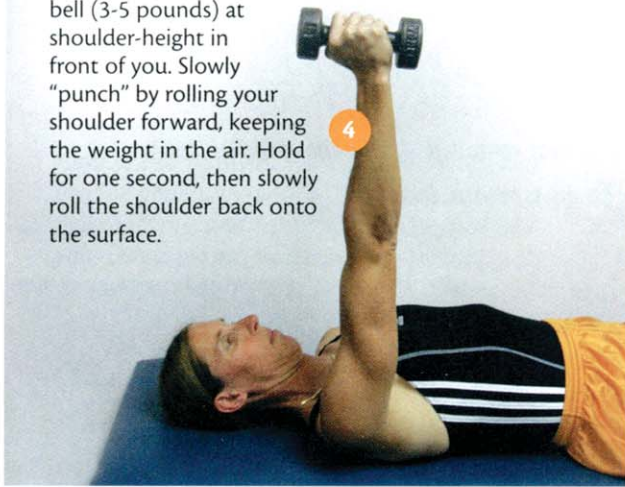 bell (3-5 pounds) at
shoulder-height in
front of you. Slowly
“punch” by rolling your
shoulder forward, keeping
the weight in the air. Hold
for one second, then slowly
roll the shoulder back onto
the surface.
4